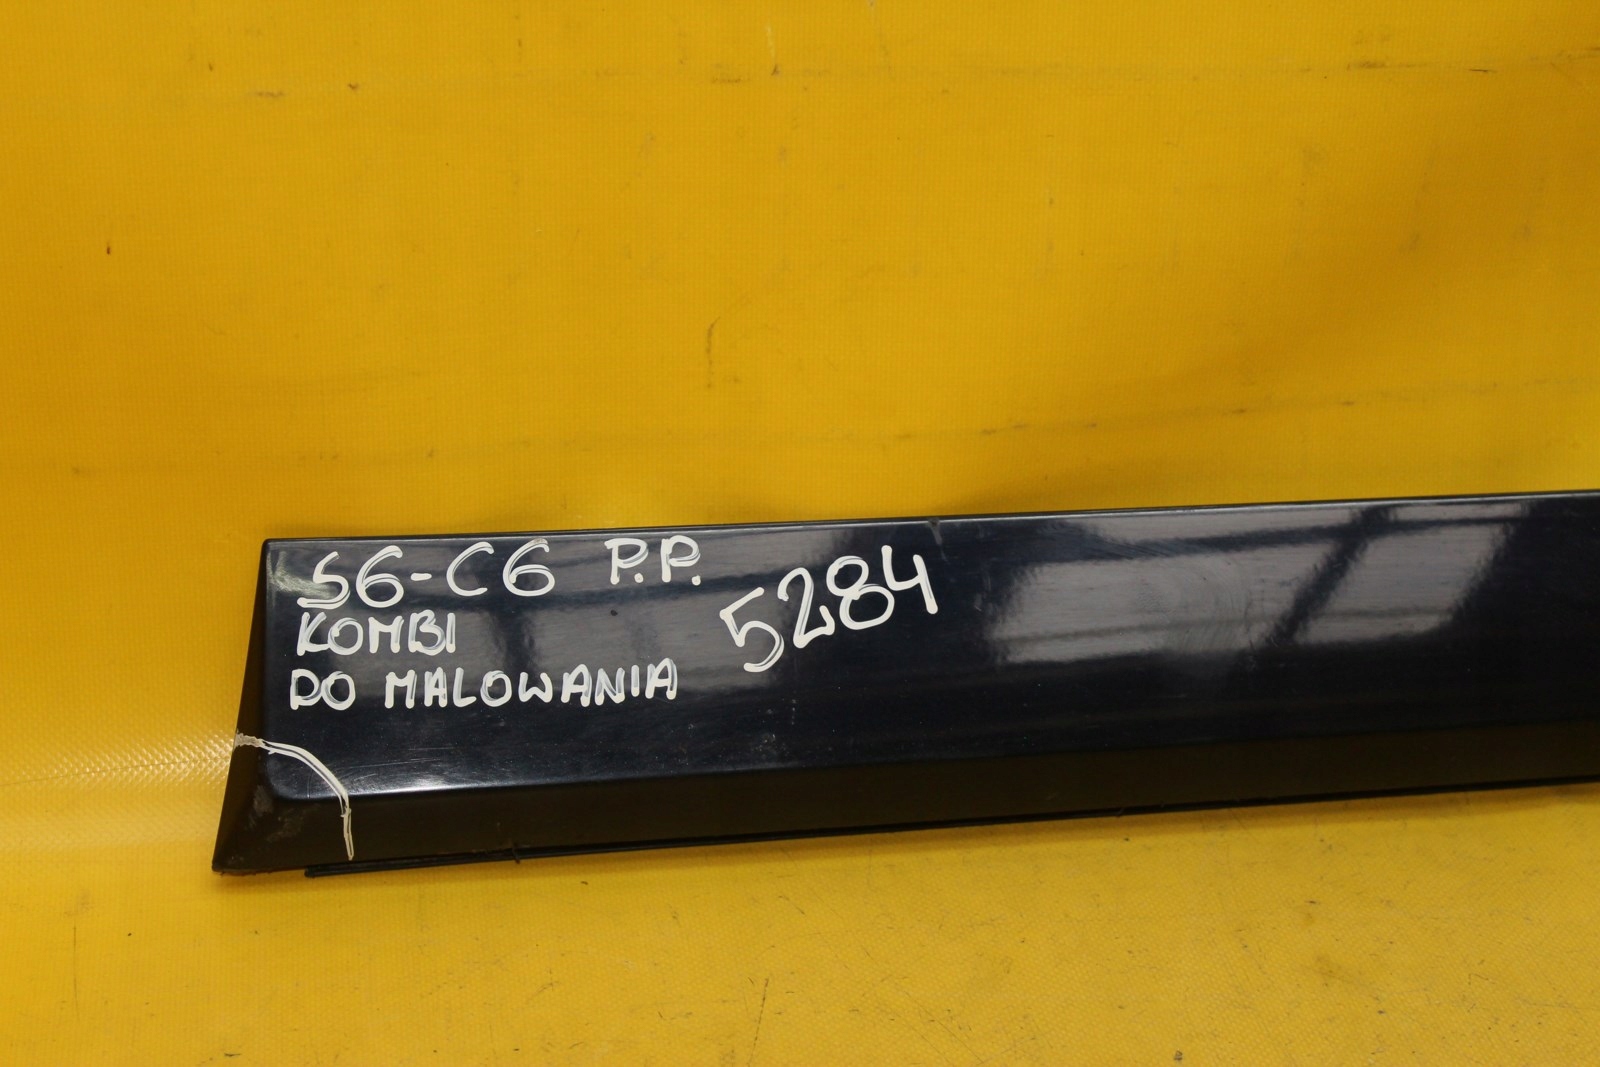 S6-C6 P.P.
KOMBI
DO MALOWANIA
5284